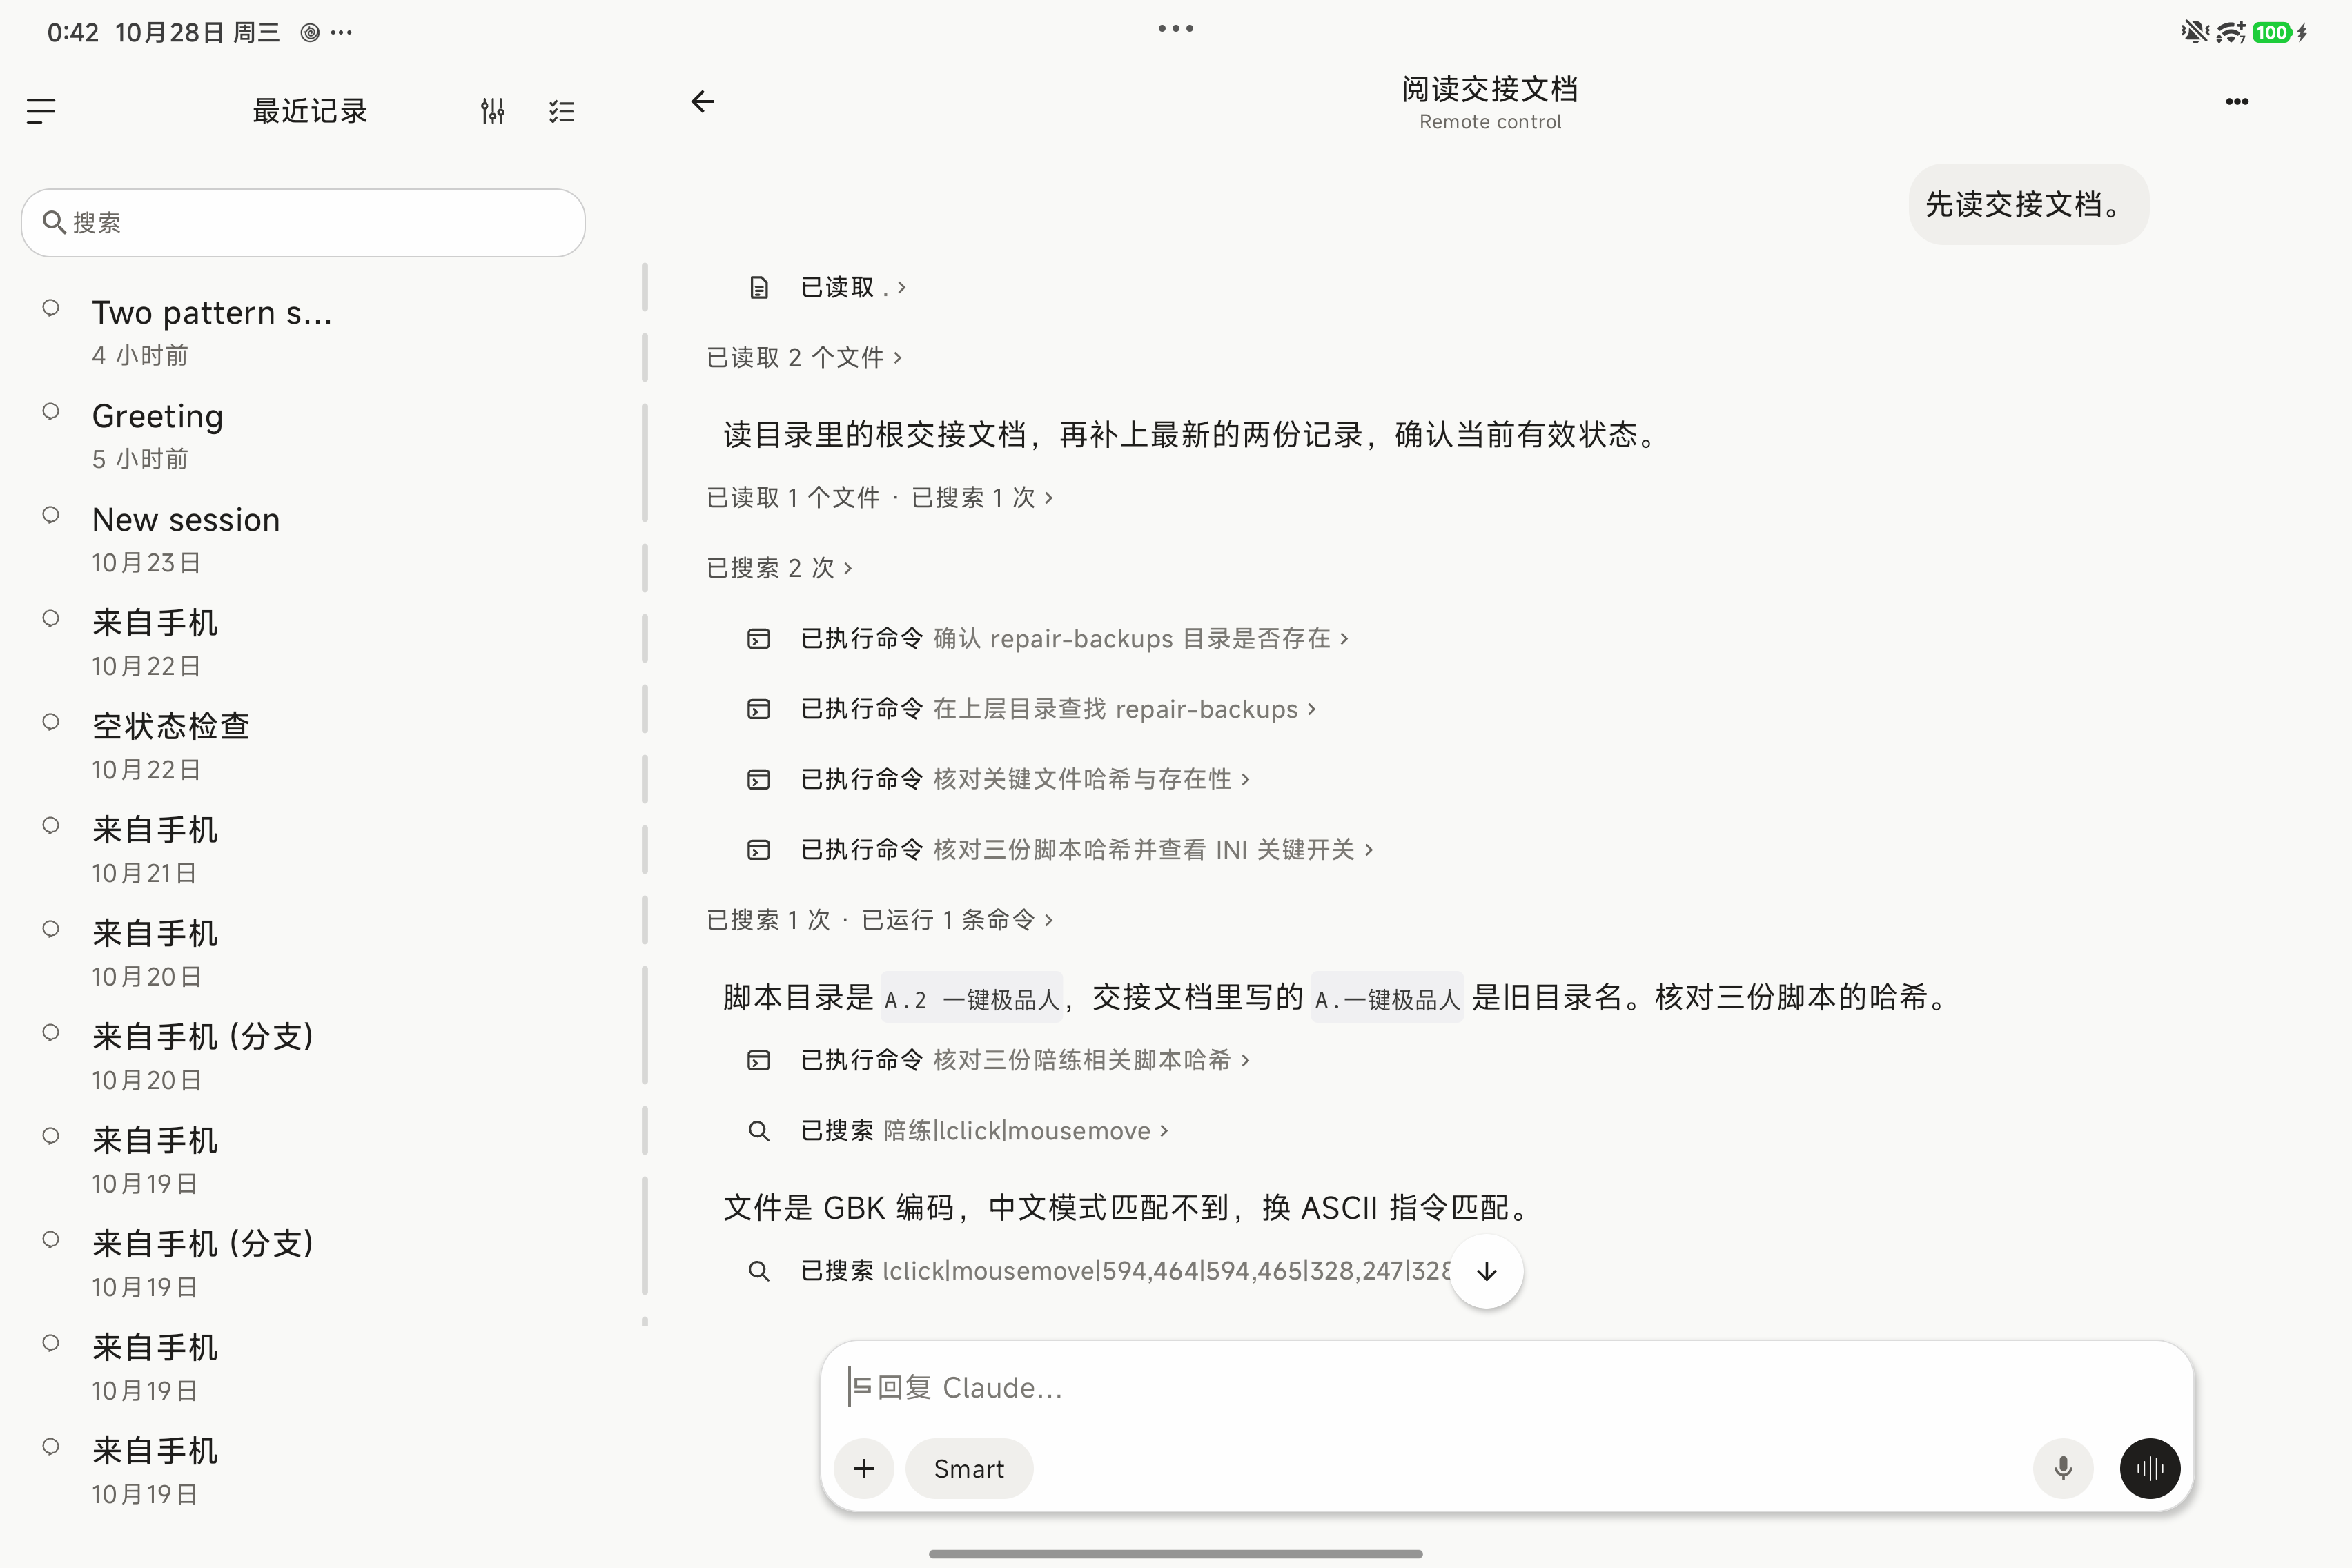 0:42 10月28日 周三
100
最近记录
搜索
Two pattern s...
4 小时前
Greeting
5 小时前
New session
10月23日
来自手机
10月22日
空状态检查
10月22日
来自手机
10月21日
来自手机
10月20日
来自手机 (分支)
10月20日
来自手机
10月19日
来自手机 (分支)
10月19日
来自手机
10月19日
来自手机
10月19日
阅读交接文档
Remote control
先读交接文档。
已读取 . >
已读取 2 个文件 >
读目录里的根交接文档，再补上最新的两份记录，确认当前有效状态。
已读取 1 个文件 · 已搜索 1 次 >
已搜索 2 次 >
已执行命令 确认 repair-backups 目录是否存在 >
已执行命令 在上层目录查找 repair-backups >
已执行命令 核对关键文件哈希与存在性 >
已执行命令 核对三份脚本哈希并查看 INI 关键开关 >
已搜索 1 次 · 已运行 1 条命令 >
脚本目录是 A.2 一键极品人，交接文档里写的 A.一键极品人 是旧目录名。核对三份脚本的哈希。
已执行命令 核对三份陪练相关脚本哈希 >
已搜索 陪练|lclick|mousemove >
文件是 GBK 编码，中文模式匹配不到，换 ASCII 指令匹配。
已搜索 lclick|mousemove|594,464|594,465|328,247|328
回复 Claude...
Smart